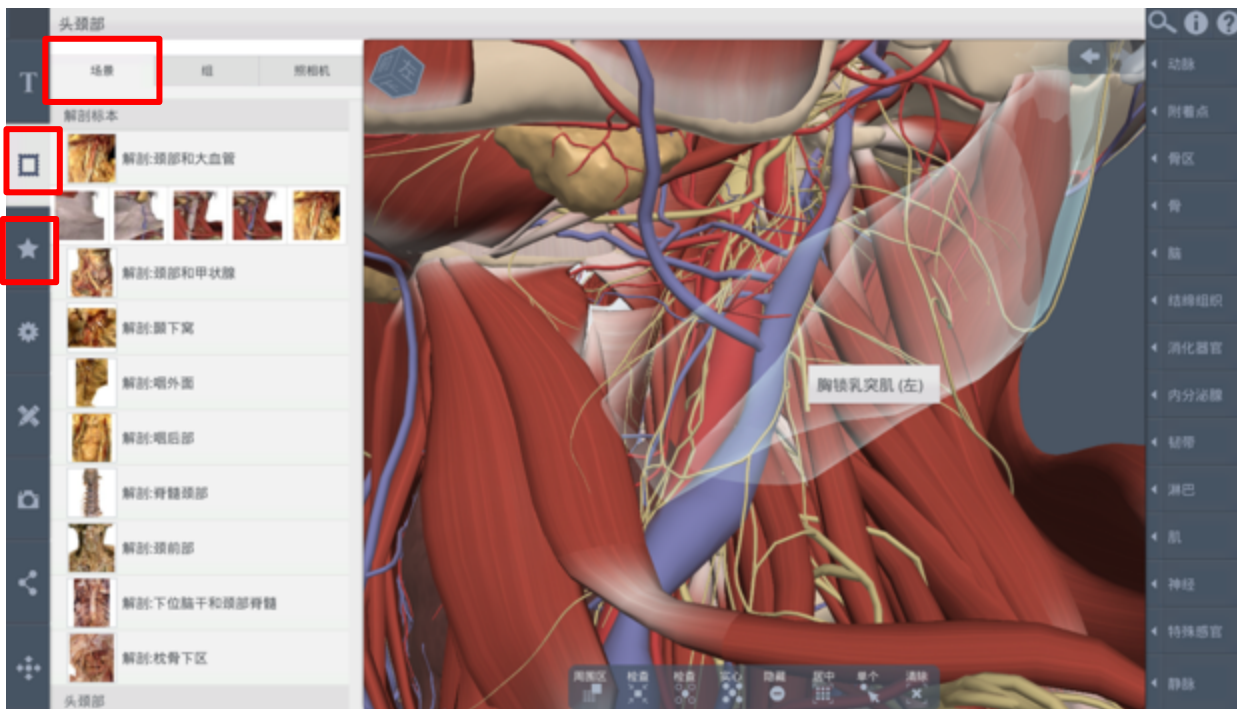 头颈部
T
场景
组
照相机
解剖标本
解剖:颈部和大血管
解剖:颈部和甲状腺
解剖:颞下窝
解剖:咽外面
解剖:咽后部
解剖:脊髓颈部
解剖:颈前部
解剖:下位脑干和颈部脊髓
解剖:枕骨下区
头颈部
左
胸锁乳突肌 (左)
周围区
检查
检查
实心
隐藏
居中
单个
清除
动脉
附着点
骨区
骨
脑
结缔组织
消化器官
内分泌腺
韧带
淋巴
肌
神经
特殊感官
静脉